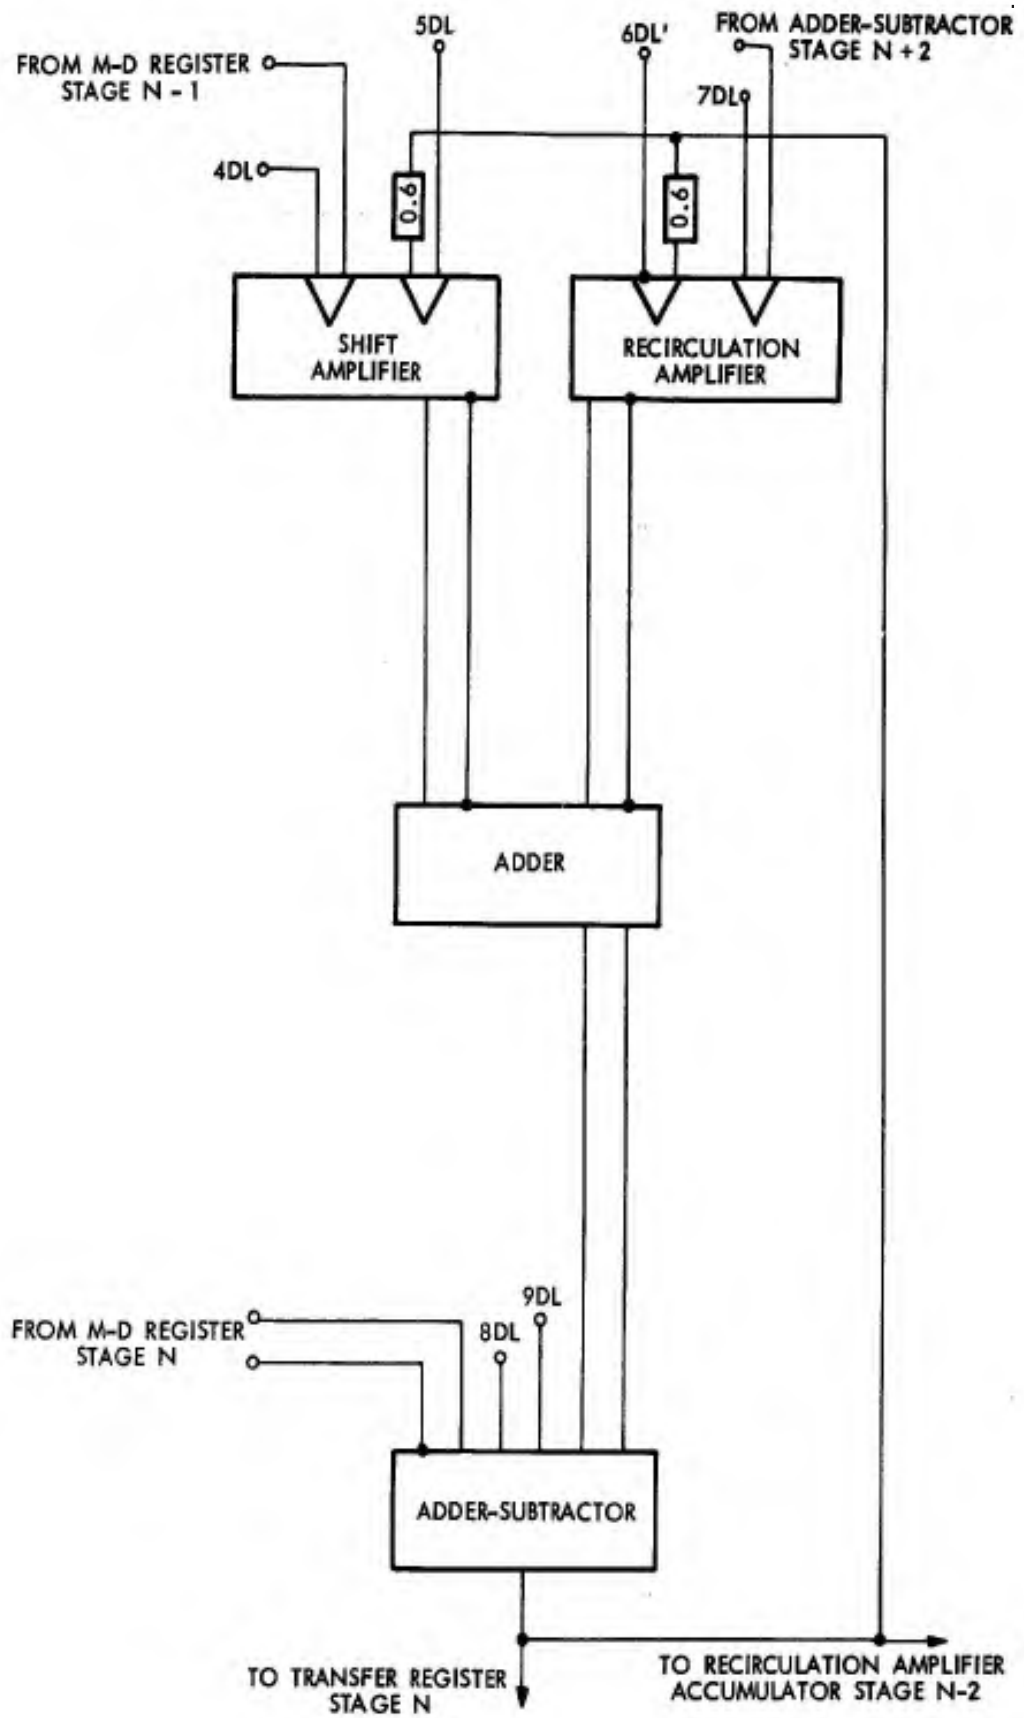 5DL
6DL'
FROM ADDER-SUBTRACTOR
STAGE N+2
FROM M-D REGISTER
STAGE N-1
7DL
4DL
0.6
0.6
SHIFT
AMPLIFIER
RECIRCULATION
AMPLIFIER
ADDER
9DL
8DL
FROM M-D REGISTER
STAGE N
ADDER-SUBTRACTOR
TO TRANSFER REGISTER
STAGE N
TO RECIRCULATION AMPLIFIER
ACCUMULATOR STAGE N-2